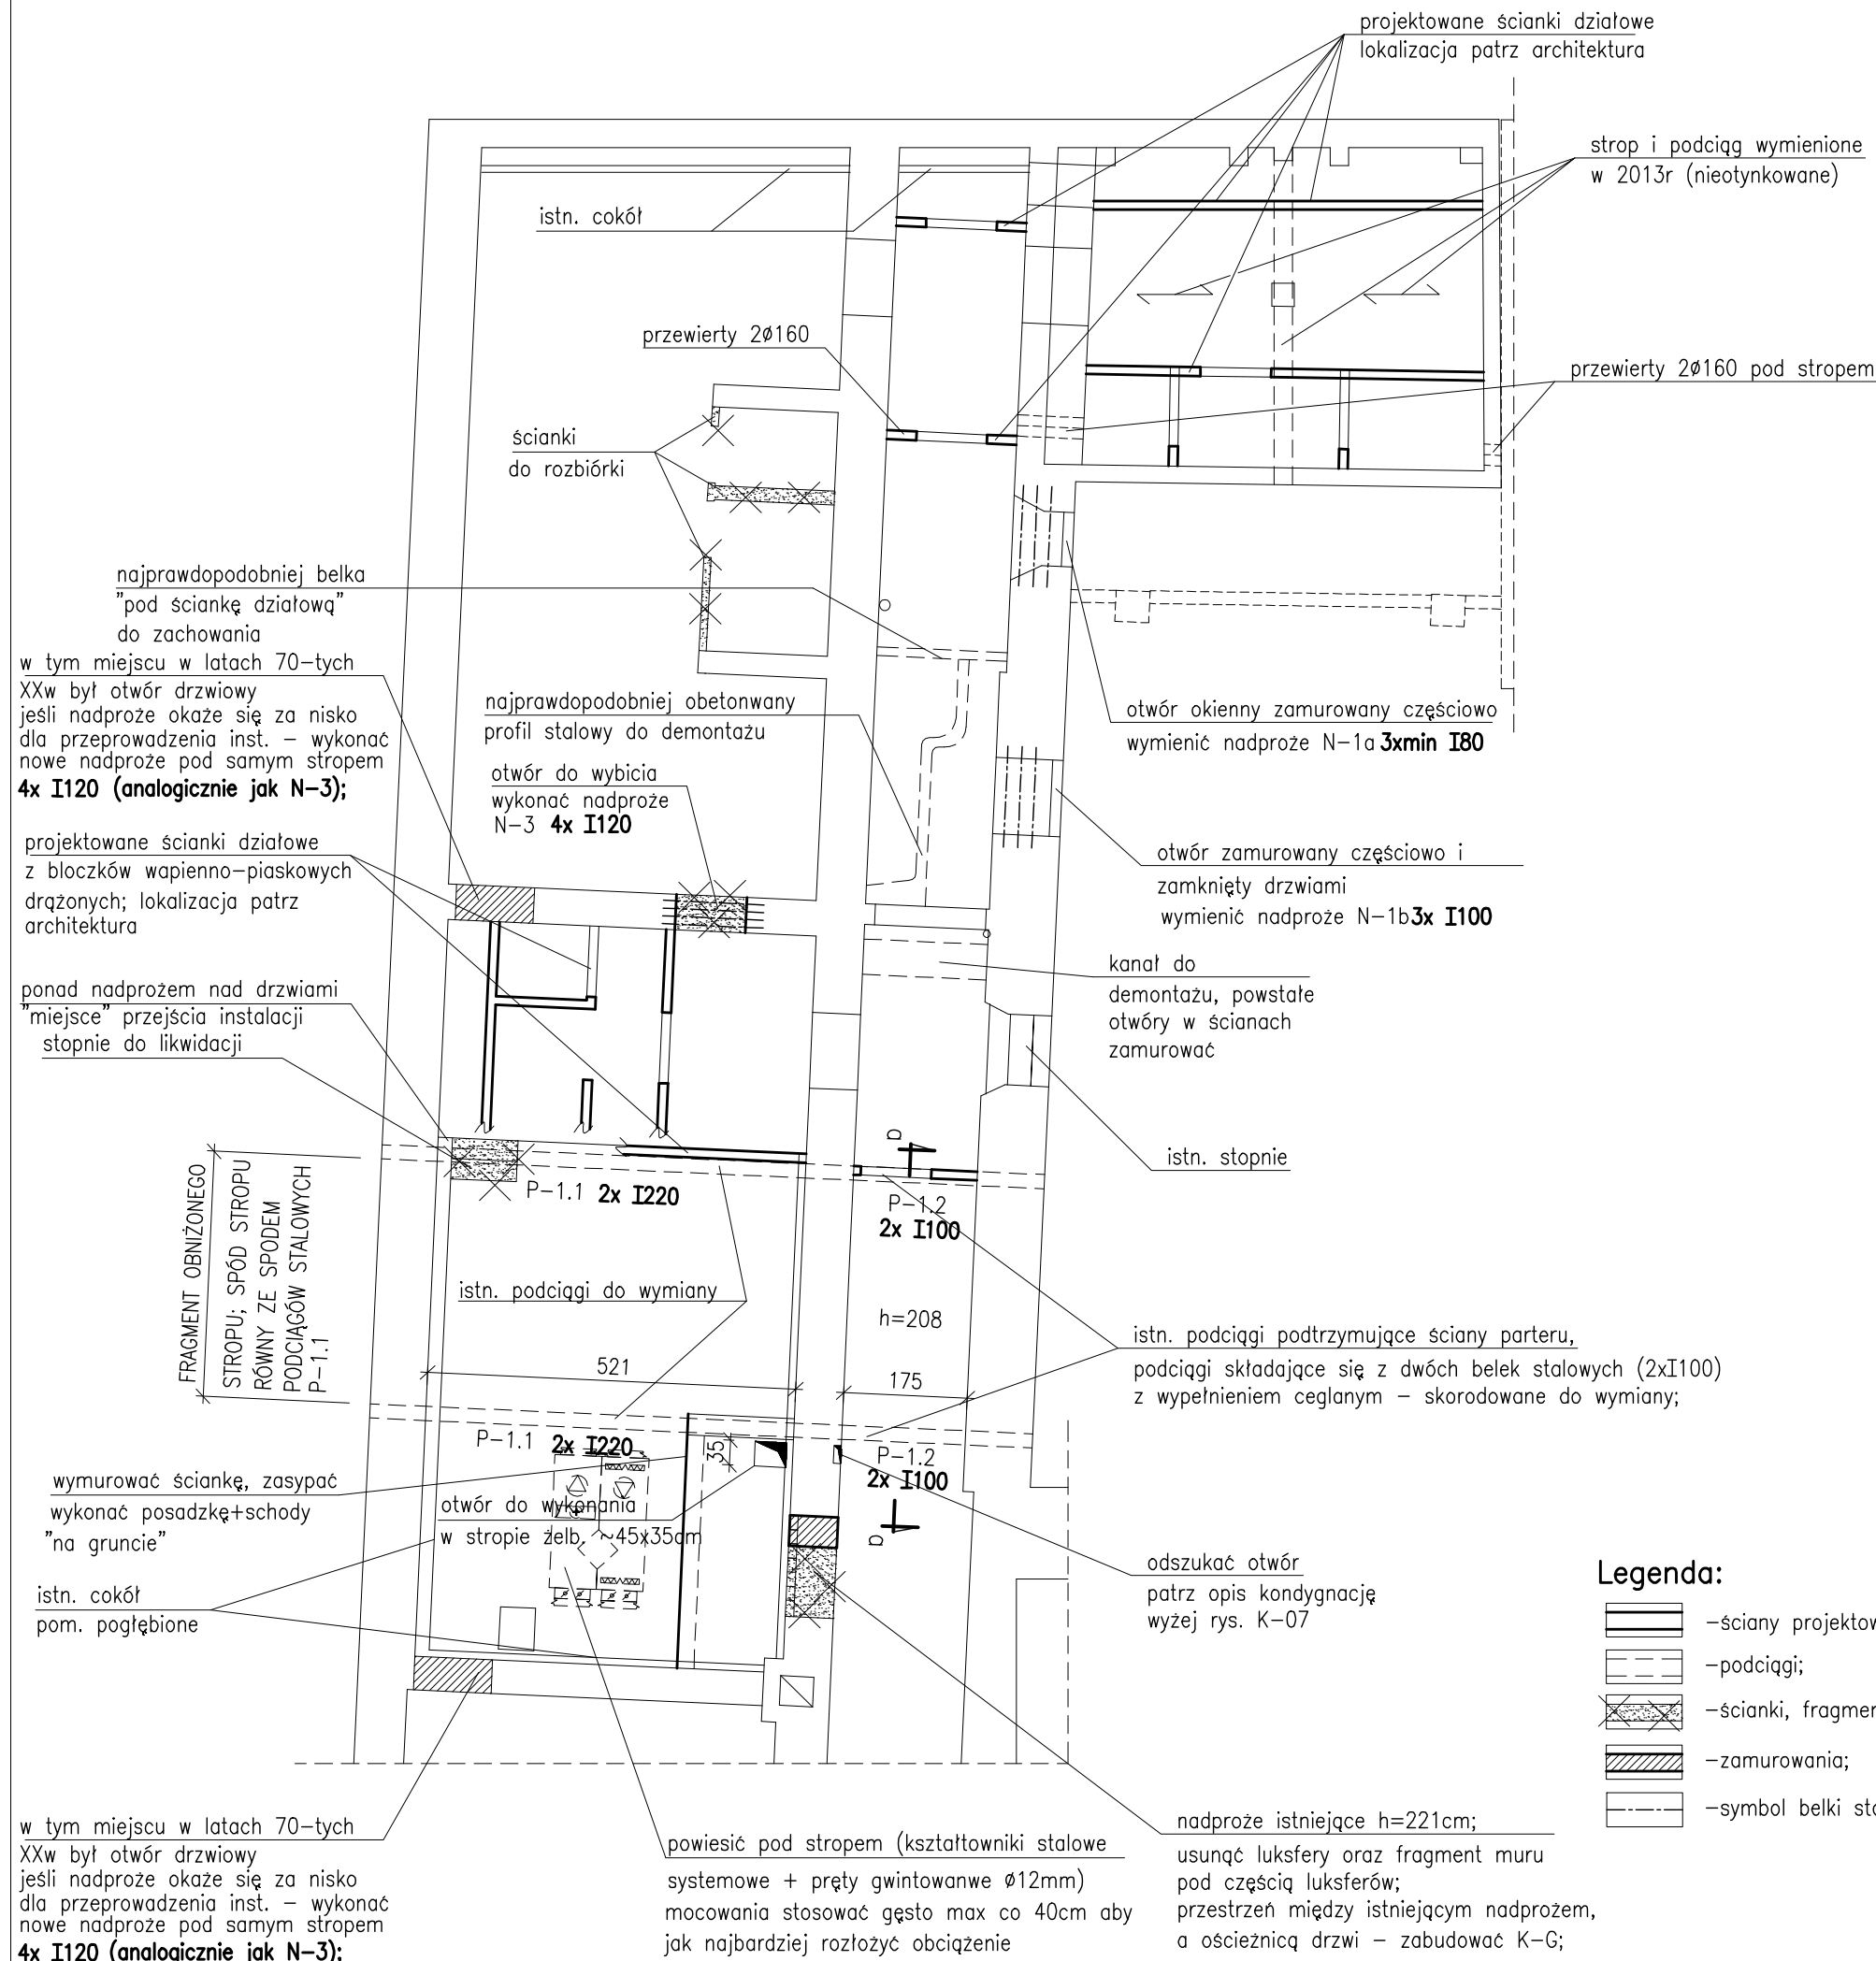 projektowane ścianki działowe
lokalizacja patrz architektura
strop i podciąg wymienione
w 2013r (nieotynkowane)
istn. cokół
przewierty 2ø160
przewierty 2ø160 pod stropem
ścianki
do rozbiórki
najprawdopodobniej belka
"pod ściankę działową"
do zachowania
w tym miejscu w latach 70-tych
XXw był otwór drzwiowy
jeśli nadproże okaże się za nisko
dla przeprowadzenia inst. – wykonać
nowe nadproże pod samym stropem
4x I120 (analogicznie jak N-3);
najprawdopodobniej obetonwany
profil stalowy do demontażu
otwór do wybicia
wykonać nadproże
N-3 4x I120
otwór okienny zamurowany częściowo
wymienić nadproże N-1a 3xmin I80
projektowane ścianki działowe
z bloczków wapienno-piaskowych
drążonych; lokalizacja patrz
architektura
otwór zamurowany częściowo i
zamknięty drzwiami
wymienić nadproże N-1b 3x I100
kanał do
demontażu, powstałe
otwóry w ścianach
zamurować
ponad nadprożem nad drzwiami
"miejsce" przejścia instalacji
stopnie do likwidacji
istn. stopnie
a
P-1.1 2x I220
P-1.2
2x I100
FRAGMENT OBNIŻONEGO
STROPU; SPÓD STROPU
RÓWNY ZE SPODEM
PODCIĄGÓW STALOWYCH
P-1.1
istn. podciągi do wymiany
h=208
521
175
istn. podciągi podtrzymujące ściany parteru,
podciągi składające się z dwóch belek stalowych (2xI100)
z wypełnieniem ceglanym – skorodowane do wymiany;
P-1.1 2x I220
35
P-1.2
2x I100
a
wymurować ściankę, zasypać
wykonać posadzkę+schody
"na gruncie"
otwór do wykonania
w stropie żelb. ~45x35cm
istn. cokół
pom. pogłębione
odszukać otwór
patrz opis kondygnację
wyżej rys. K-07
Legenda:
-ściany projektow
-podciągi;
-ścianki, fragmen
-zamurowania;
-symbol belki sta
w tym miejscu w latach 70-tych
XXw był otwór drzwiowy
jeśli nadproże okaże się za nisko
dla przeprowadzenia inst. – wykonać
nowe nadproże pod samym stropem
4x I120 (analogicznie jak N-3);
powiesić pod stropem (kształtowniki stalowe
systemowe + pręty gwintowanwe ø12mm)
mocowania stosować gęsto max co 40cm aby
jak najbardziej rozłożyć obciążenie
nadproże istniejące h=221cm;
usunąć luksfery oraz fragment muru
pod częścią luksferów;
przestrzeń między istniejącym nadprożem,
a ościeżnicą drzwi – zabudować K-G;